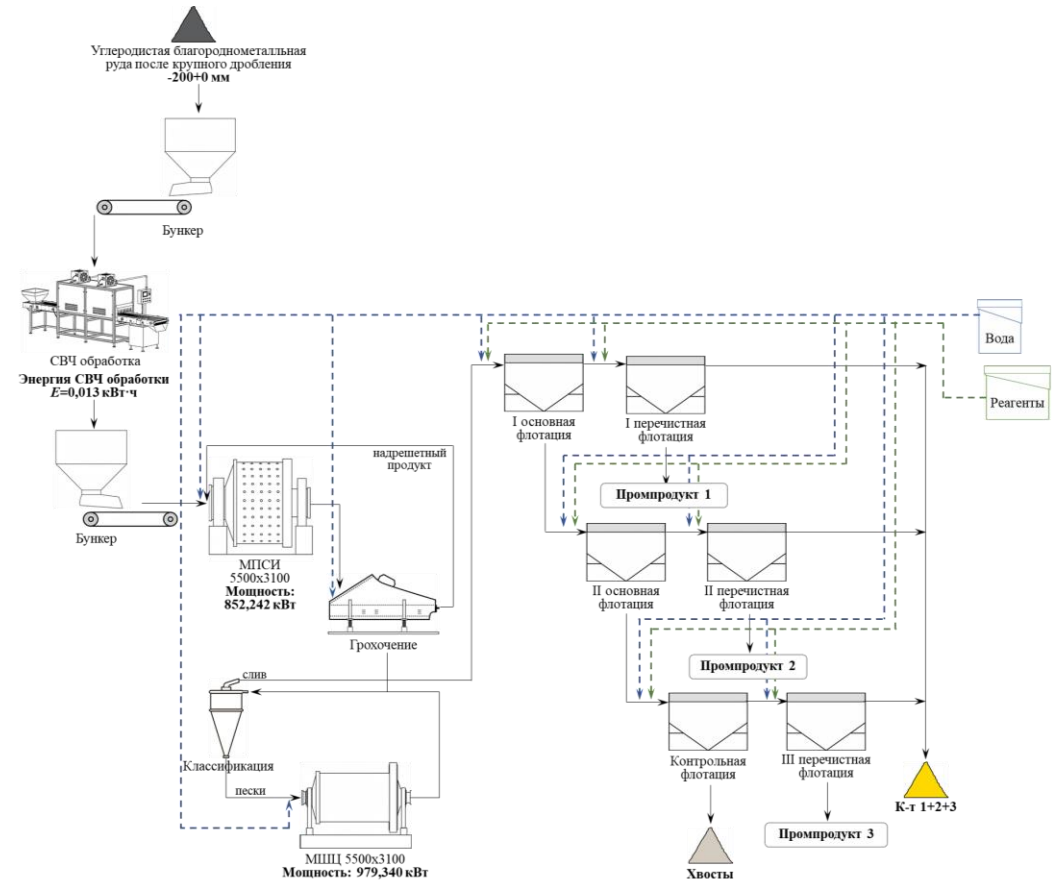 Углеродистая благороднометалльная
руда после крупного дробления
-200+0 мм
Бункер
СВЧ обработка
Энергия СВЧ обработки
E=0,013 кВт·ч
Бункер
надрешетный
продукт
МПСИ
5500х3100
Мощность:
852,242 кВт
Грохочение
слив
Классификация
пески
МШЦ 5500х3100
Мощность: 979,340 кВт
Вода
Реагенты
I основная
флотация
I перечистная
флотация
Промпродукт 1
II основная
флотация
II перечистная
флотация
Промпродукт 2
Контрольная
флотация
III перечистная
флотация
К-т 1+2+3
Промпродукт 3
Хвосты